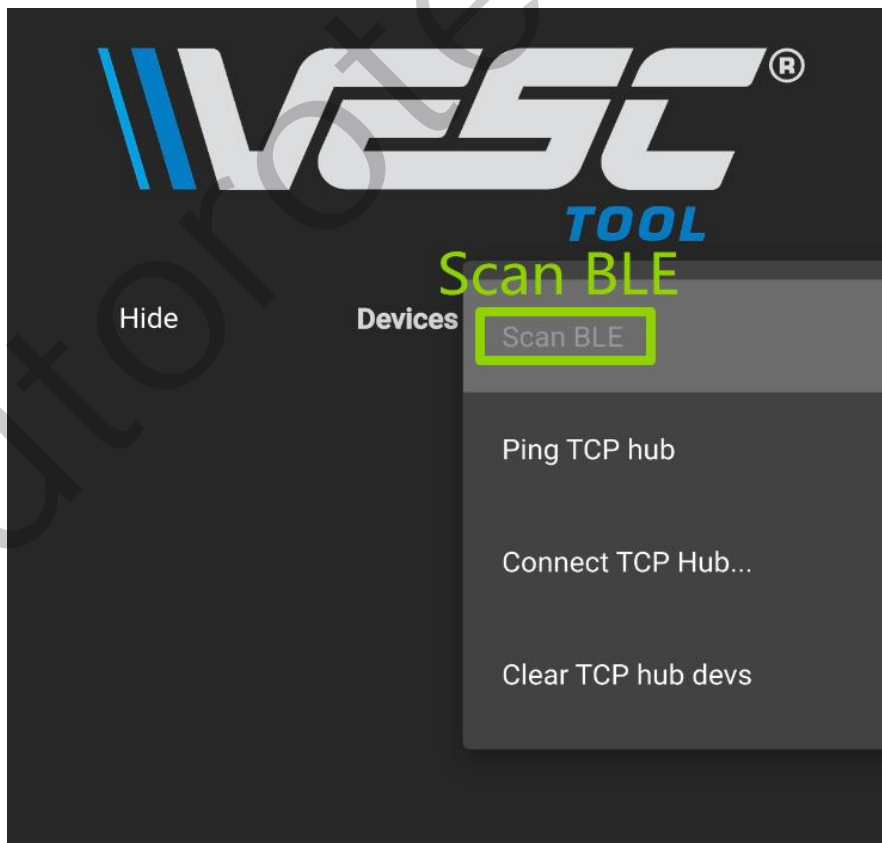 VESC®
TOOL
Scan BLE
Hide
Devices
Scan BLE
Ping TCP hub
Connect TCP Hub...
Clear TCP hub devs